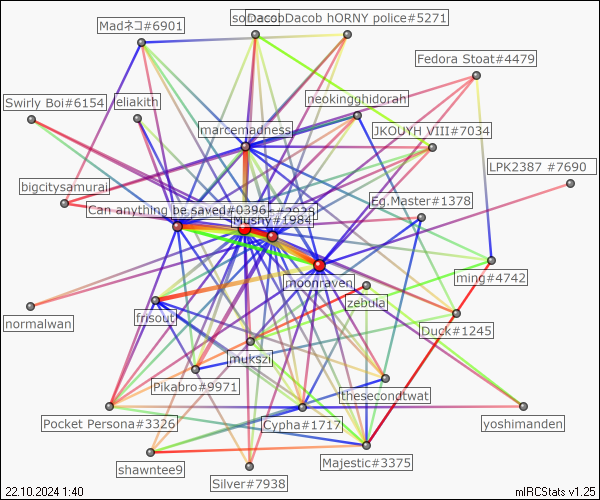 Dacob hORNY police#5271
Madネコ#6901
Fedora Stoat#4479
Swirly Boi#6154
eliakith
neokingghidorah
marcemadness
JKOUYH VIII#7034
LPK2387 #7690
bigcitysamurai
Eg.Master#1378
Can anything be saved#0396
Mushy#1984
ming#4742
moonraven
zebula
normalwan
frisout
Duck#1245
mukszi
Pikabro#9971
thesecondtwat
Pocket Persona#3326
Cypha#1717
yoshimanden
shawntee9
Majestic#3375
Silver#7938
22.10.2024 1:40
mIRCStats v1.25